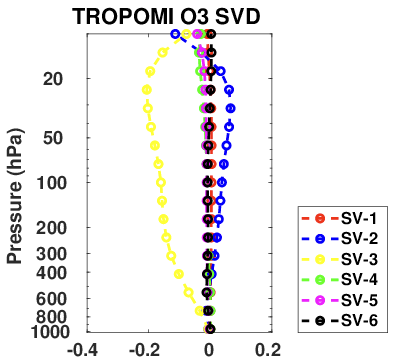 TROPOMI O3 SVD
Pressure (hPa)
20
50
100
200
300
400
600
800
1000
-0.4
-0.2
0
0.2
SV-1
SV-2
SV-3
SV-4
SV-5
SV-6